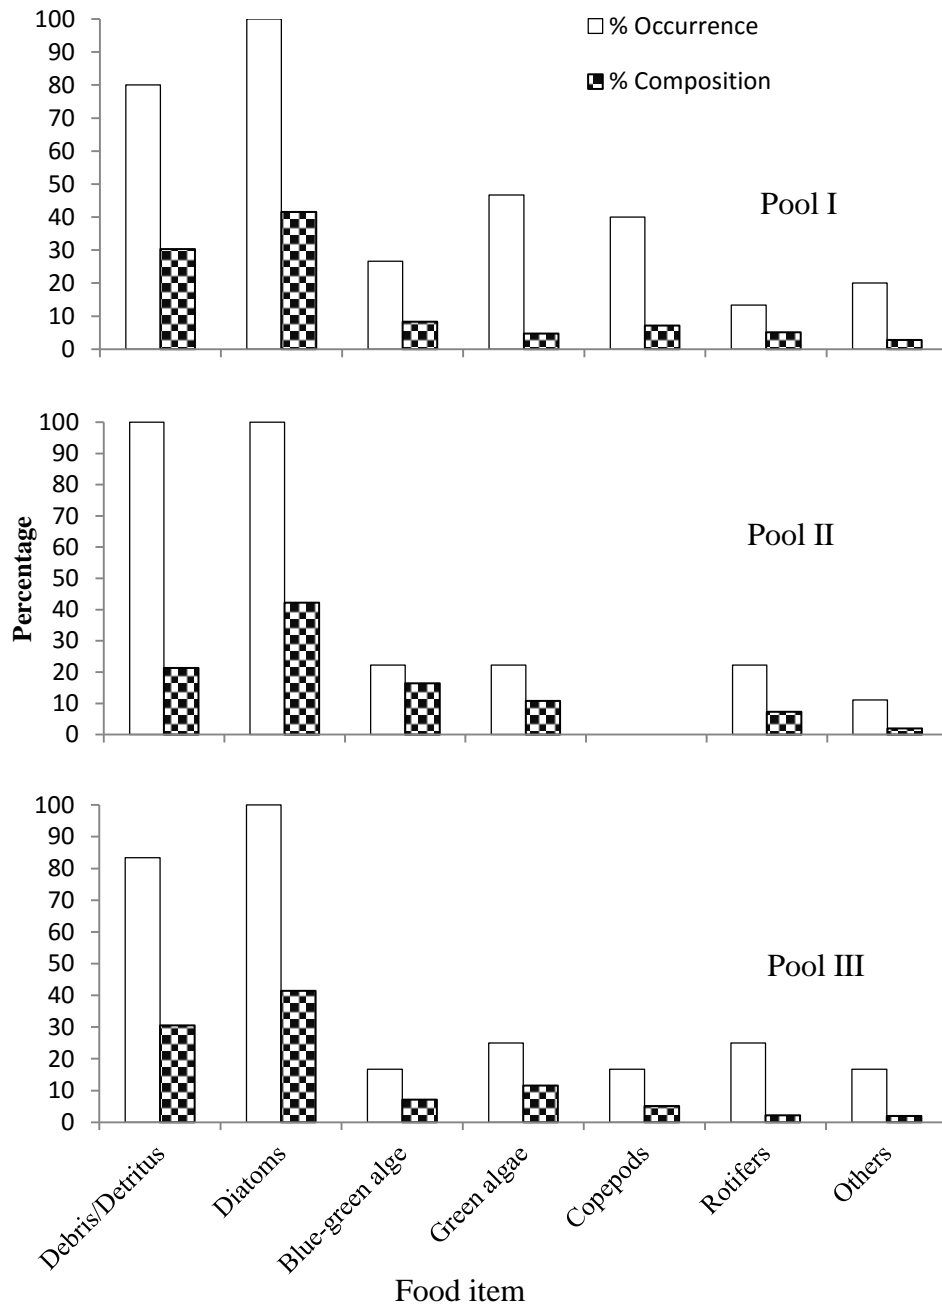 100
90
80
70
60
50
40
30
20
10
0
% Occurrence
% Composition
Pool I
100
90
80
70
60
50
40
30
20
10
0
Pool II
Percentage
100
90
80
70
60
50
40
30
20
10
0
Pool III
Debris/Detritus
Diatoms
Blue-green alge
Green algae
Copepods
Rotifers
Others
Food item